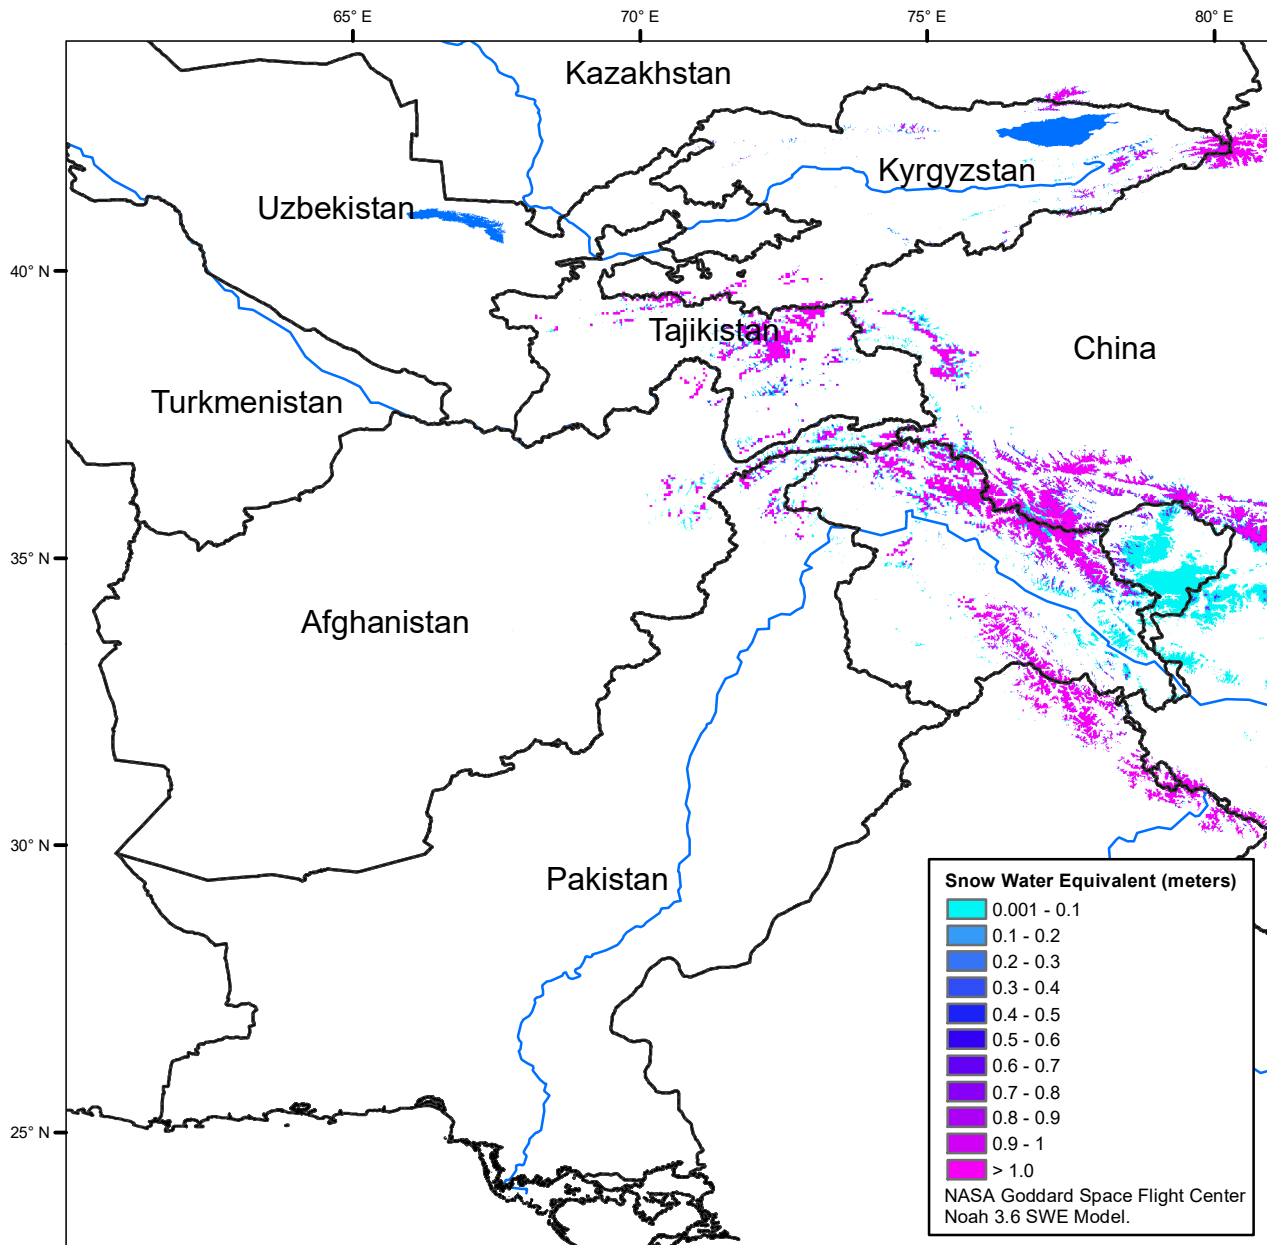 65° E
70° E
75° E
80° E
Kazakhstan
Kyrgyzstan
Uzbekistan
40° N
Tajikistan
China
Turkmenistan
35° N
Afghanistan
30° N
Pakistan
25° N
Snow Water Equivalent (meters)
0.001 - 0.1
0.1 - 0.2
0.2 - 0.3
0.3 - 0.4
0.4 - 0.5
0.5 - 0.6
0.6 - 0.7
0.7 - 0.8
0.8 - 0.9
0.9 - 1
> 1.0
NASA Goddard Space Flight Center
Noah 3.6 SWE Model.